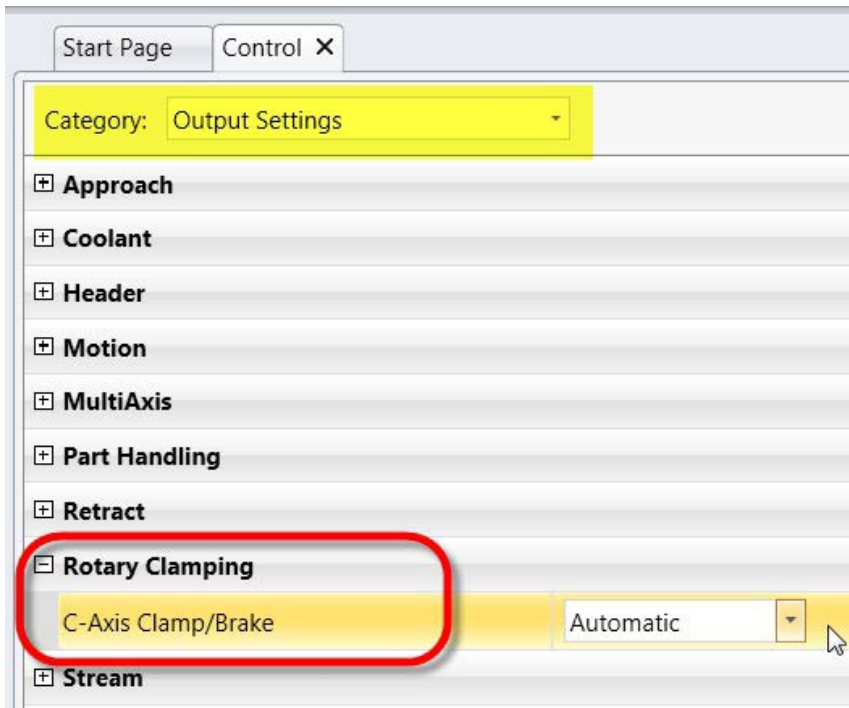 Start Page Control
Category: Output Settings
Approach
Coolant
Header
Motion
MultiAxis
Part Handling
Retract
Rotary Clamping
C-Axis Clamp/Brake Automatic
Stream